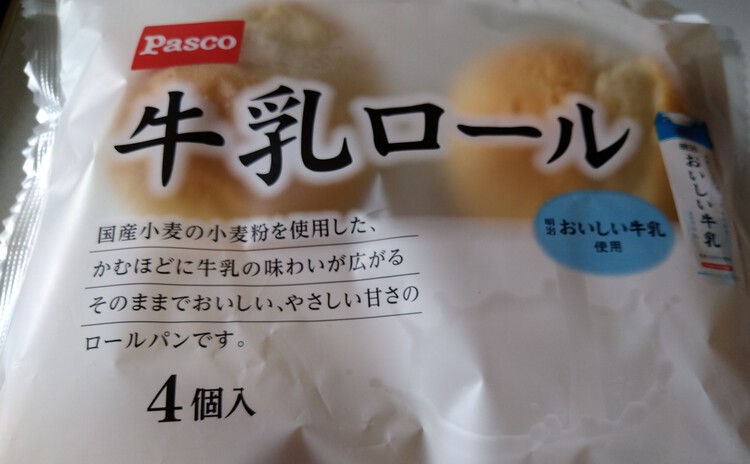 Pasco
牛乳ロール
国産小麦の小麦粉を使用した、
かむほどに牛乳の味わいが広がる
そのままでおいしい、やさしい甘さの
ロールパンです。
4個入
明治 おいしい牛乳
使用
明治
おいしい牛乳